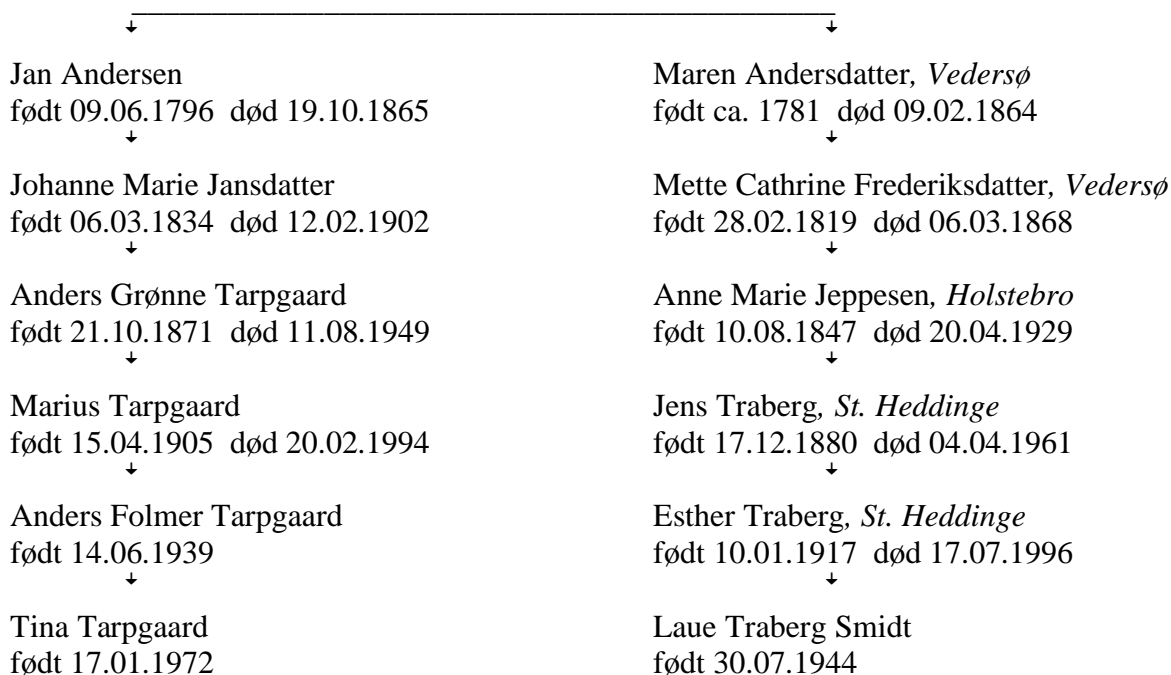 Jan Andersen
født 09.06.1796 død 19.10.1865
Johanne Marie Jansdatter
født 06.03.1834 død 12.02.1902
Anders Grønne Tarpgaard
født 21.10.1871 død 11.08.1949
Marius Tarpgaard
født 15.04.1905 død 20.02.1994
Anders Folmer Tarpgaard
født 14.06.1939
Tina Tarpgaard
født 17.01.1972
Maren Andersdatter, Vedersø
født ca. 1781 død 09.02.1864
Mette Cathrine Frederiksdatter, Vedersø
født 28.02.1819 død 06.03.1868
Anne Marie Jeppesen, Holstebro
født 10.08.1847 død 20.04.1929
Jens Traberg, St. Heddinge
født 17.12.1880 død 04.04.1961
Esther Traberg, St. Heddinge
født 10.01.1917 død 17.07.1996
Laue Traberg Smidt
født 30.07.1944